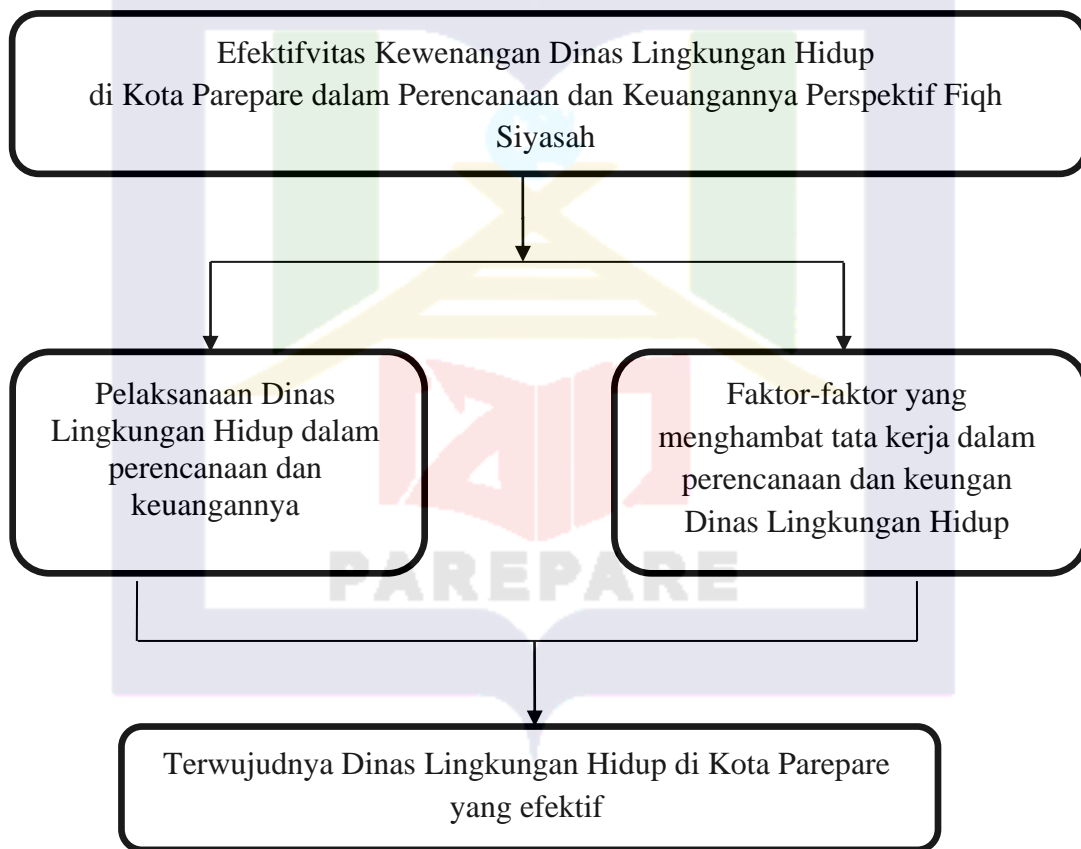 Efektifvitas Kewenangan Dinas Lingkungan Hidup
di Kota Parepare dalam Perencanaan dan Keuangannya Perspektif Fiqh
Siyasah
Pelaksanaan Dinas
Lingkungan Hidup dalam
perencanaan dan
keuangannya
Faktor-faktor yang
menghambat tata kerja dalam
perencanaan dan keungan
Dinas Lingkungan Hidup
PAREPARE
Terwujudnya Dinas Lingkungan Hidup di Kota Parepare
yang efektif